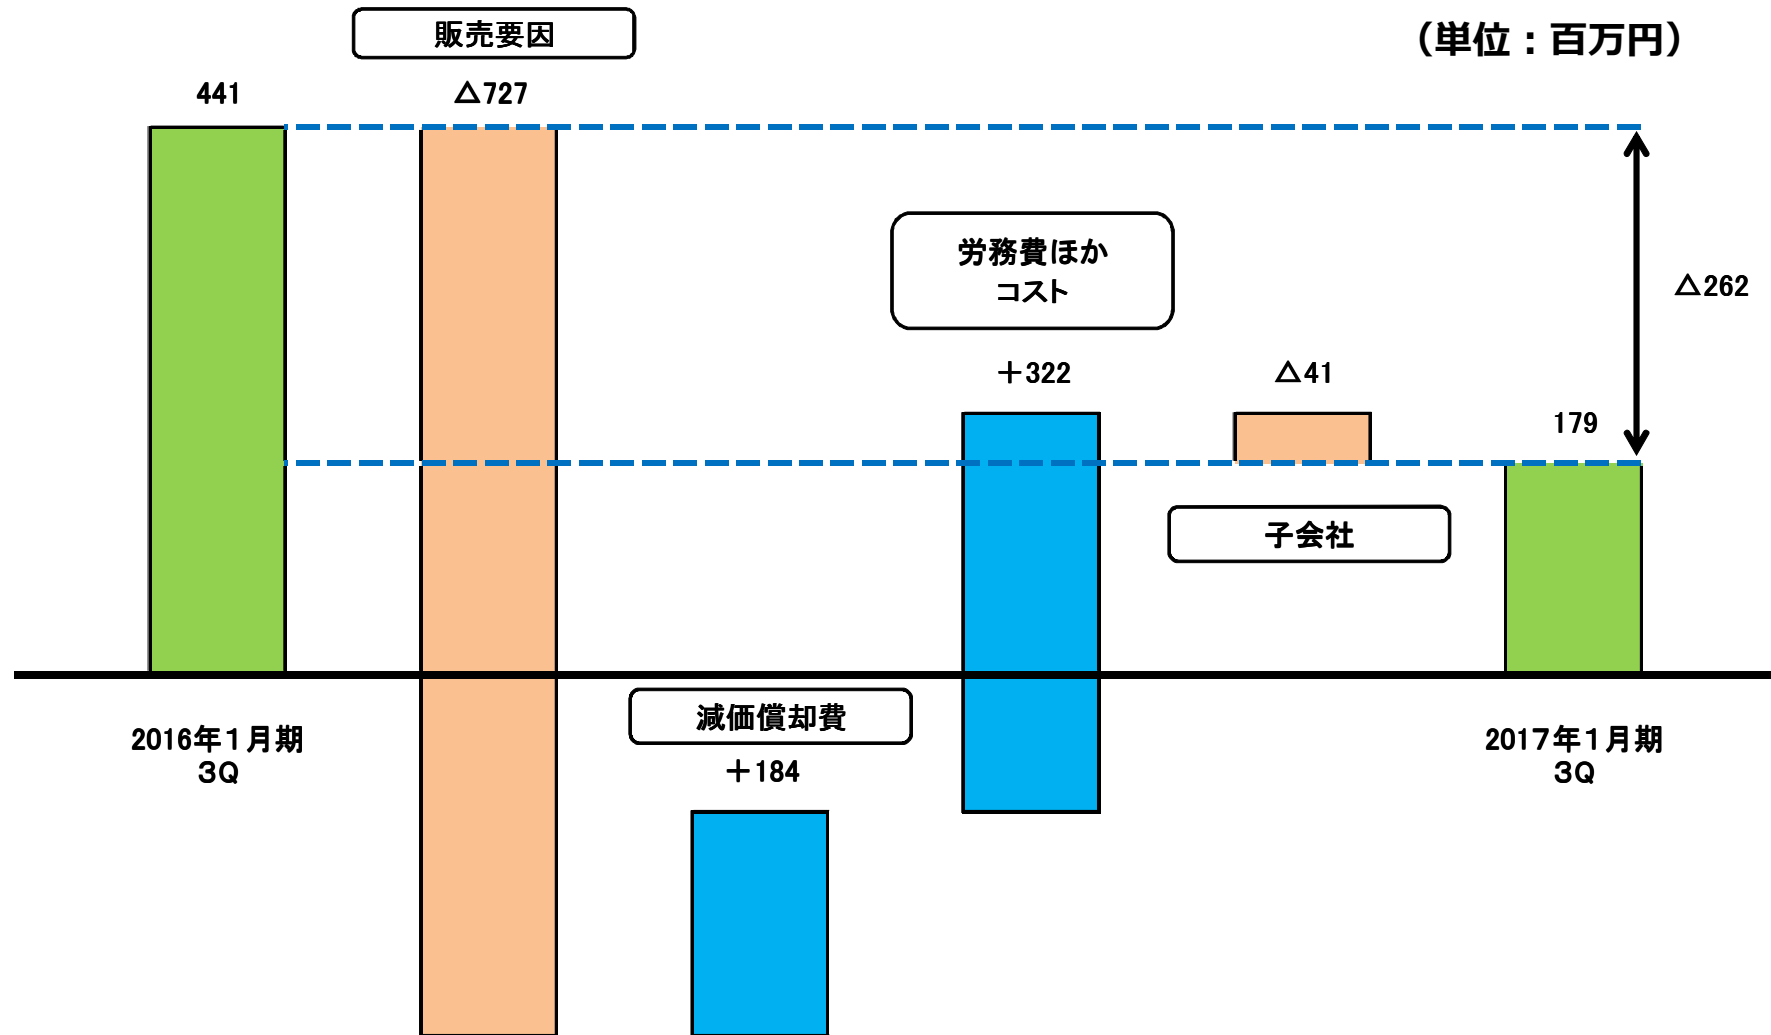 販売要因
（単位：百万円）
441
△727
労務費ほか
コスト
△262
＋322
△41
179
子会社
減価償却費
＋184
2016年１月期
３Q
2017年１月期
３Q